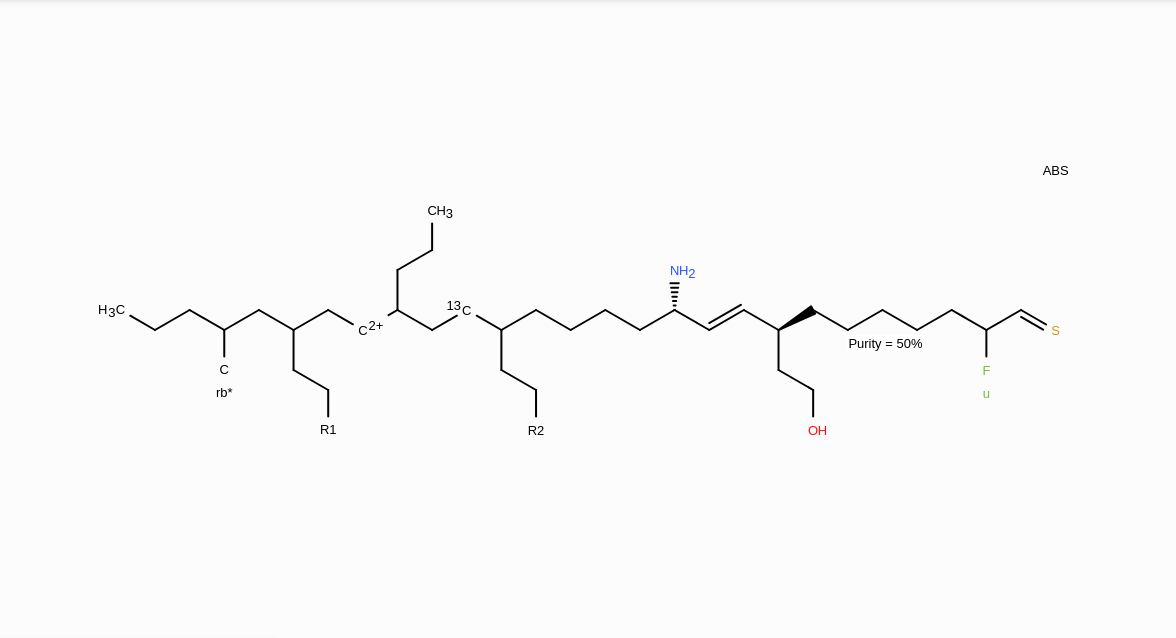 ABS
CH3
NH2
H3C
13C
C2+
S
Purity = 50%
C
F
rb*
u
R1
R2
OH